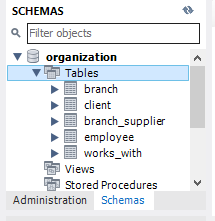 SCHEMAS
Filter objects
organization
Tables
branch
client
branch_supplier
employee
works_with
Views
Stored Procedures
Administration Schemas